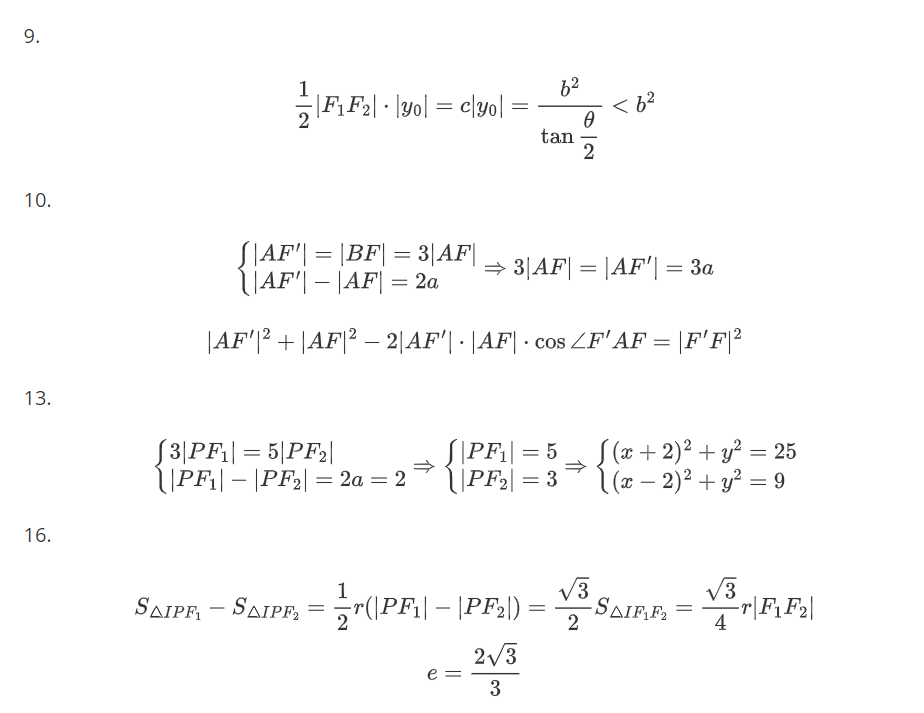 9.
$$\frac{1}{2}|F_1F_2| \cdot |y_0| = c|y_0| = \frac{b^2}{\tan\dfrac{\theta}{2}} < b^2$$
10.
$$\begin{cases} |AF'| = |BF| = 3|AF| \\ |AF'| - |AF| = 2a \end{cases} \Rightarrow 3|AF| = |AF'| = 3a$$
$$|AF'|^2 + |AF|^2 - 2|AF'| \cdot |AF| \cdot \cos\angle F'AF = |F'F|^2$$
13.
$$\begin{cases} 3|PF_1| = 5|PF_2| \\ |PF_1| - |PF_2| = 2a = 2 \end{cases} \Rightarrow \begin{cases} |PF_1| = 5 \\ |PF_2| = 3 \end{cases} \Rightarrow \begin{cases} (x+2)^2 + y^2 = 25 \\ (x-2)^2 + y^2 = 9 \end{cases}$$
16.
$$S_{\triangle IPF_1} - S_{\triangle IPF_2} = \frac{1}{2}r(|PF_1| - |PF_2|) = \frac{\sqrt{3}}{2}S_{\triangle IF_1F_2} = \frac{\sqrt{3}}{4}r|F_1F_2|$$
$$e = \frac{2\sqrt{3}}{3}$$